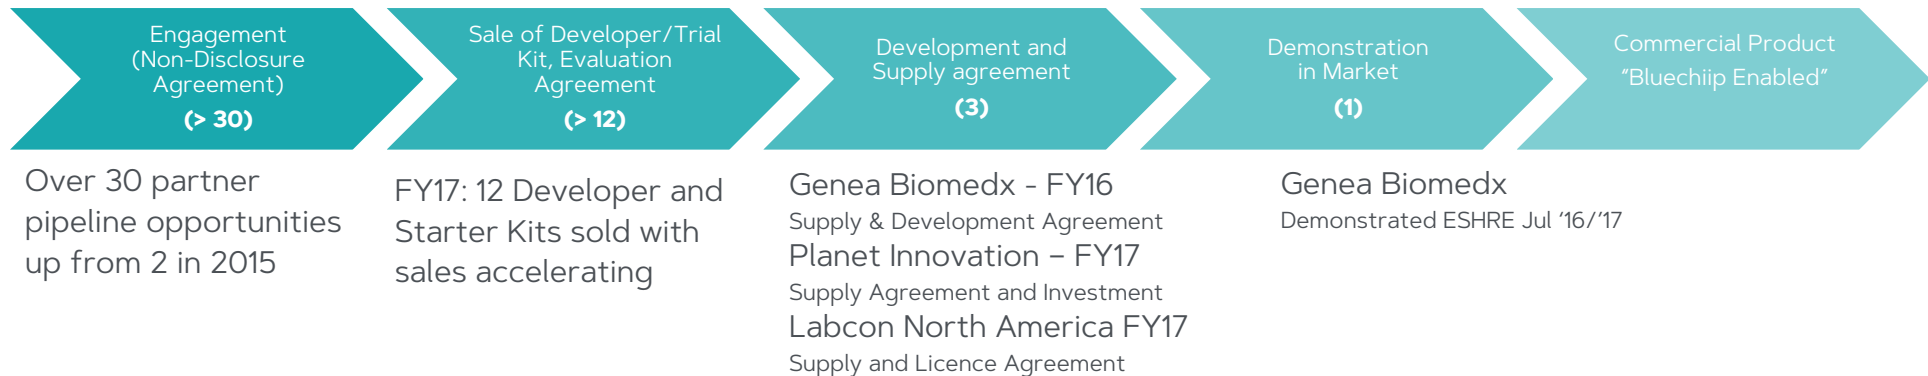 Engagement
(Non-Disclosure
Agreement)
(> 30)
Sale of Developer/Trial
Kit, Evaluation
Agreement
(> 12)
Development and
Supply agreement
(3)
Demonstration
in Market
(1)
Commercial Product
“Bluechiip Enabled”
Over 30 partner
pipeline opportunities
up from 2 in 2015
FY17: 12 Developer and
Starter Kits sold with
sales accelerating
Genea Biomedx - FY16
Supply & Development Agreement
Planet Innovation – FY17
Supply Agreement and Investment
Labcon North America FY17
Supply and Licence Agreement
Genea Biomedx
Demonstrated ESHRE Jul ’16/’17